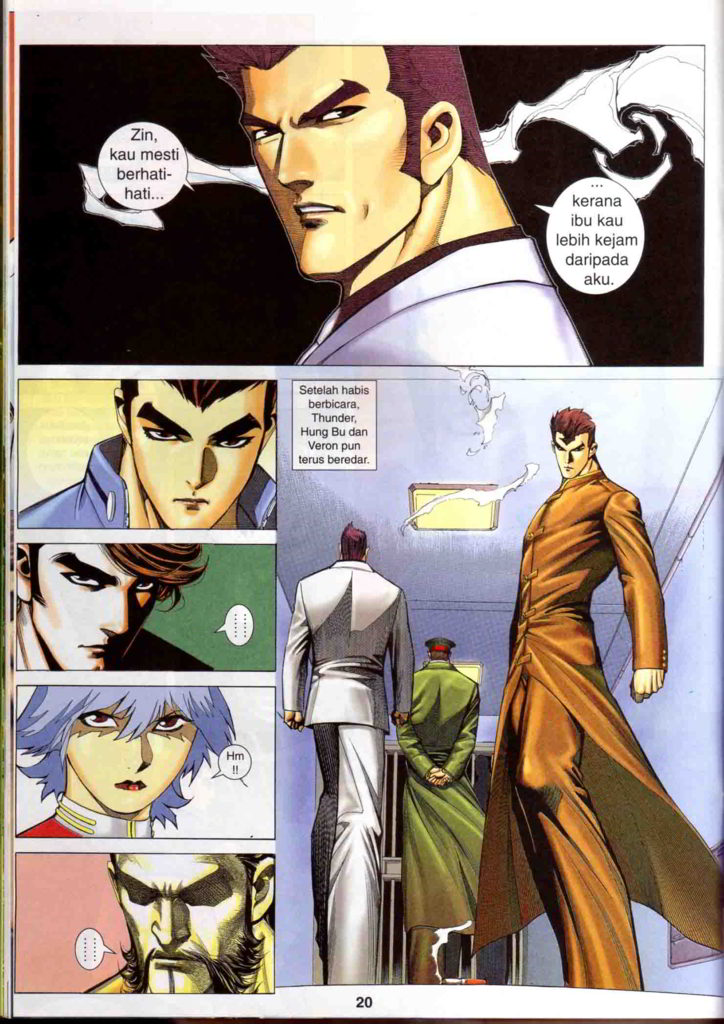 Zin,
kau mesti
berhati-
hati...
...
kerana
ibu kau
lebih kejam
daripada
aku.
Setelah habis
berbicara,
Thunder,
Hung Bu dan
Veron pun
terus beredar.
......
Hm
!!
......
20